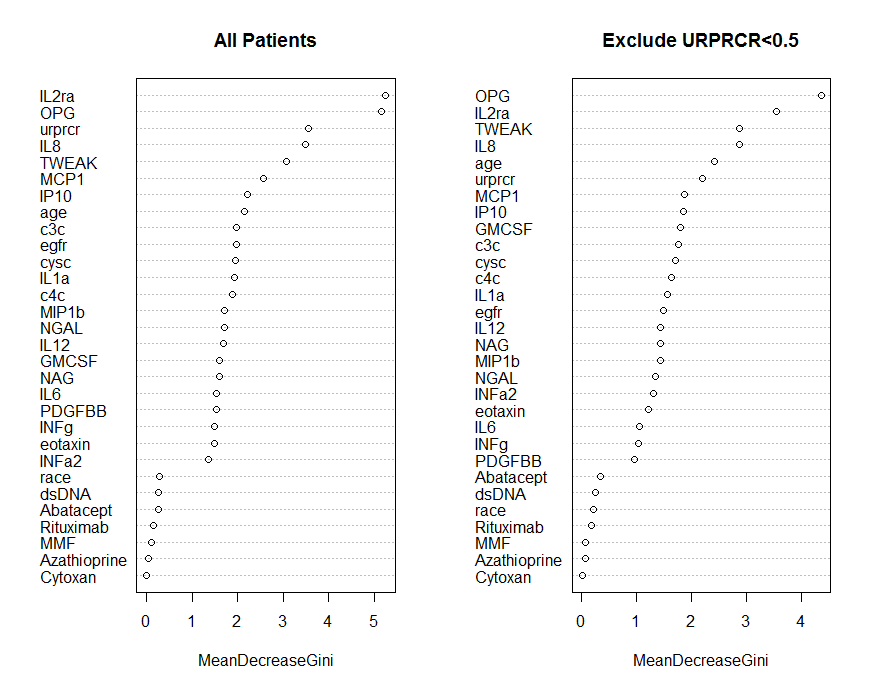 All Patients
IL2ra
OPG
urprcr
IL8
TWEAK
MCP1
IP10
age
c3c
egfr
cysc
IL1a
c4c
MIP1b
NGAL
IL12
GMCSF
NAG
IL6
PDGFBB
INFg
eotaxin
INFa2
race
dsDNA
Abatacept
Rituximab
MMF
Azathioprine
Cytoxan
0 1 2 3 4 5
MeanDecreaseGini
Exclude URPRCR<0.5
OPG
IL2ra
TWEAK
IL8
age
urprcr
MCP1
IP10
GMCSF
c3c
cysc
c4c
IL1a
egfr
IL12
NAG
MIP1b
NGAL
INFa2
eotaxin
IL6
INFg
PDGFBB
Abatacept
dsDNA
race
Rituximab
MMF
Azathioprine
Cytoxan
0 1 2 3 4
MeanDecreaseGini